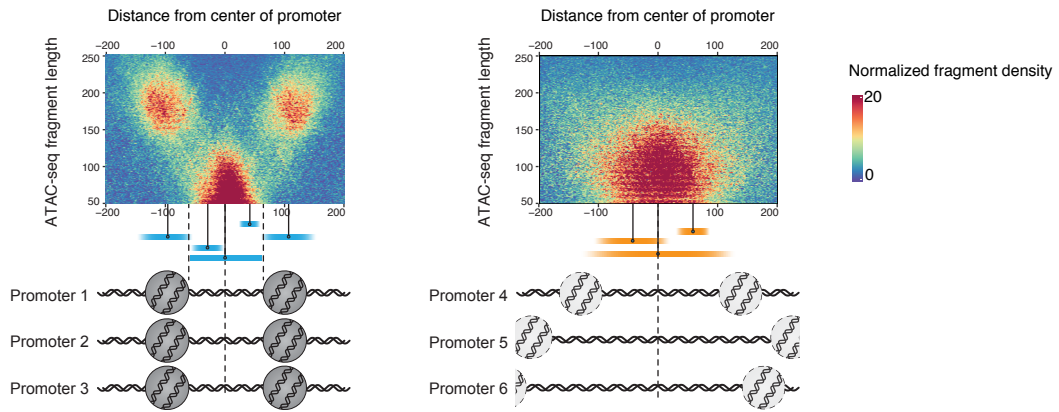 Distance from center of promoter
−200 −100 0 100 200
ATAC-seq fragment length
250
200
150
100
50
−200 −100 0 100 200
Promoter 1
Promoter 2
Promoter 3
Distance from center of promoter
−200 −100 0 100 200
ATAC-seq fragment length
250
200
150
100
50
−200 −100 0 100 200
Promoter 4
Promoter 5
Promoter 6
Normalized fragment density
20
0